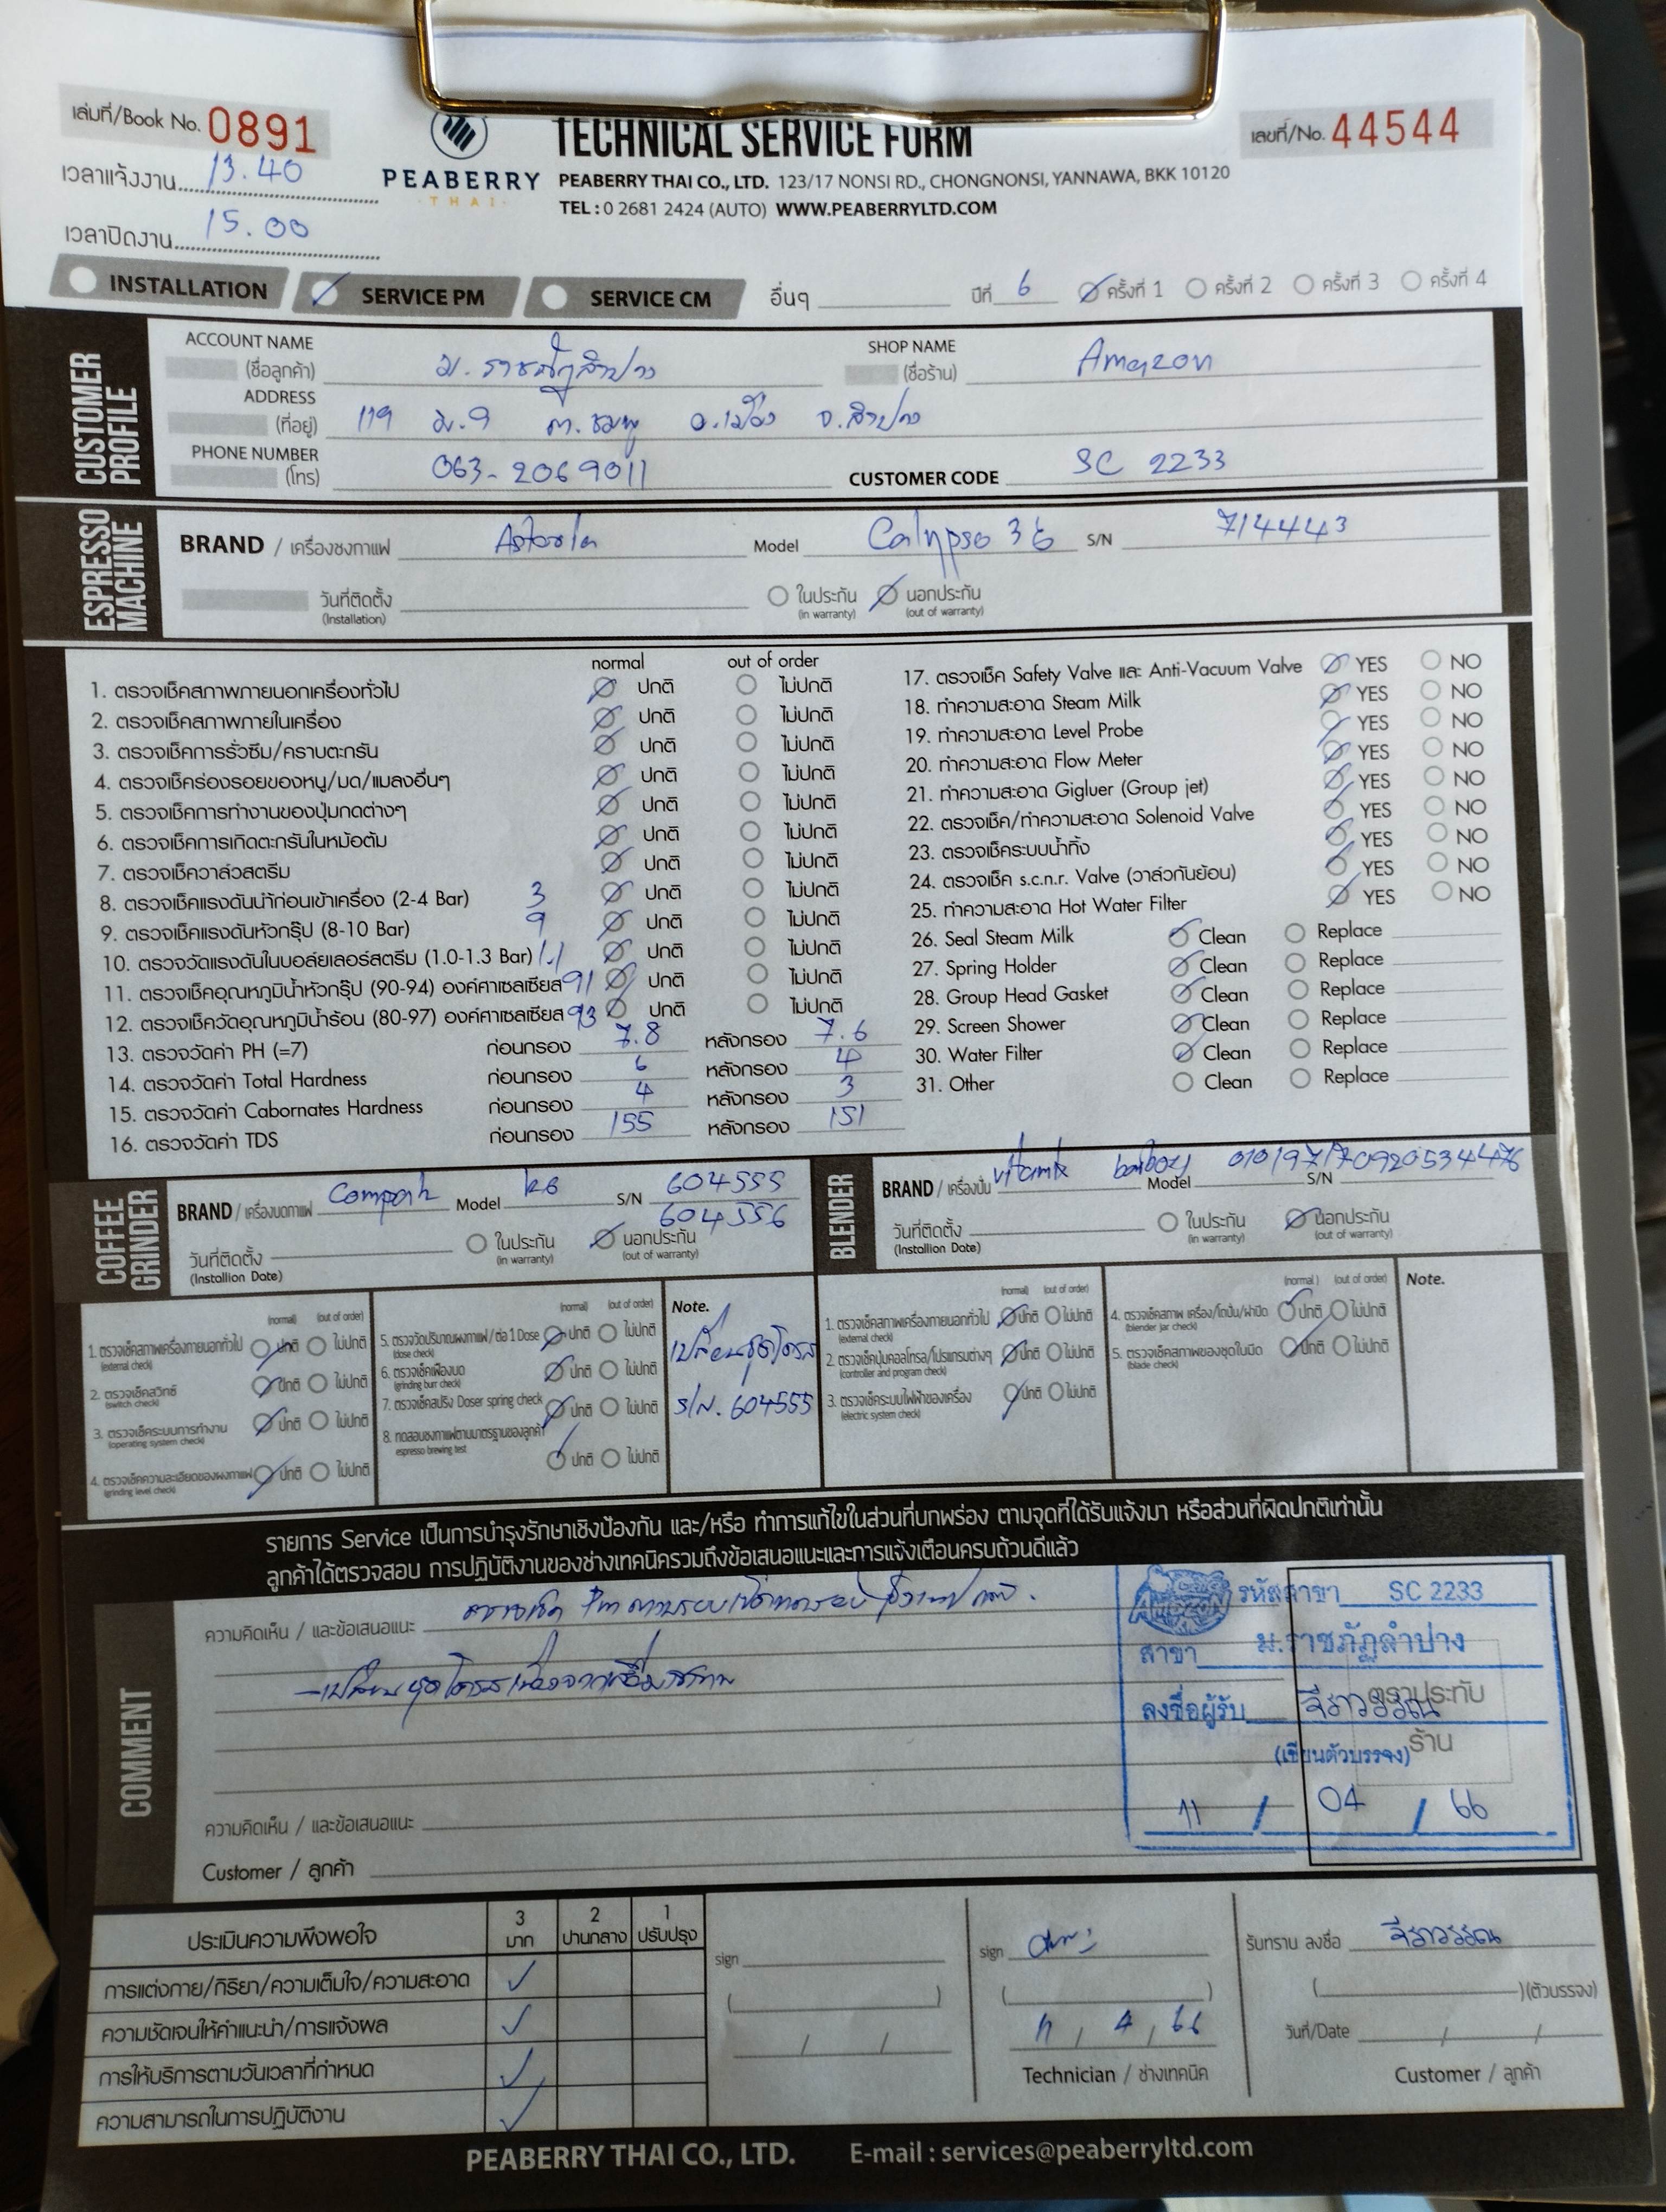 เล่มที่/Book No. 0891
TECHNICAL SERVICE FORM
เลขที่/No. 44544
เวลาแจ้งงาน 13.40
PEABERRY
THAI
PEABERRY THAI CO., LTD. 123/17 NONSI RD., CHONGNONSI, YANNAWA, BKK 10120
TEL : 0 2681 2424 (AUTO) WWW.PEABERRYLTD.COM
เวลาปิดงาน 15.00
INSTALLATION SERVICE PM SERVICE CM อื่นๆ ปีที่ 6 ครั้งที่ 1 ครั้งที่ 2 ครั้งที่ 3 ครั้งที่ 4
CUSTOMER PROFILE
ACCOUNT NAME (ชื่อลูกค้า) ม. ราชภัฏลำปาง SHOP NAME (ชื่อร้าน) Amazon
ADDRESS (ที่อยู่) 119 ม.9 ต.ชมพู อ.เมือง จ.ลำปาง
PHONE NUMBER (โทร) 063-2069011 CUSTOMER CODE SC 2233
ESPRESSO MACHINE
BRAND / เครื่องชงกาแฟ Model Calypso S/N 714443
วันที่ติดตั้ง (Installation) ในประกัน (in warranty) นอกประกัน (out of warranty)
normal out of order
1. ตรวจเช็คสภาพภายนอกเครื่องทั่วไป ปกติ ไม่ปกติ
2. ตรวจเช็คสภาพภายในเครื่อง ปกติ ไม่ปกติ
3. ตรวจเช็คการรั่วซึม/คราบตะกรัน ปกติ ไม่ปกติ
4. ตรวจเช็คร่องรอยของหนู/มด/แมลงอื่นๆ ปกติ ไม่ปกติ
5. ตรวจเช็คการทำงานของปุ่มกดต่างๆ ปกติ ไม่ปกติ
6. ตรวจเช็คการเกิดตะกรันในหม้อต้ม ปกติ ไม่ปกติ
7. ตรวจเช็ควาล์วสตรีม ปกติ ไม่ปกติ
8. ตรวจเช็คแรงดันน้ำก่อนเข้าเครื่อง (2-4 Bar) 3 ปกติ ไม่ปกติ
9. ตรวจเช็คแรงดันหัวกรุ๊ป (8-10 Bar) 9 ปกติ ไม่ปกติ
10. ตรวจวัดแรงดันในบอล์ยเลอร์สตรีม (1.0-1.3 Bar) 1.1 ปกติ ไม่ปกติ
11. ตรวจเช็คอุณหภูมิน้ำหัวกรุ๊ป (90-94) องค์ศาเซลเซียส 91 ปกติ ไม่ปกติ
12. ตรวจเช็ควัดอุณหภูมิน้ำร้อน (80-97) องค์ศาเซลเซียส 93 ปกติ ไม่ปกติ
13. ตรวจวัดค่า PH (=7) ก่อนกรอง 7.8 หลังกรอง 7.6
14. ตรวจวัดค่า Total Hardness ก่อนกรอง 6 หลังกรอง 4
15. ตรวจวัดค่า Cabornates Hardness ก่อนกรอง 4 หลังกรอง 3
16. ตรวจวัดค่า TDS ก่อนกรอง 155 หลังกรอง 151
17. ตรวจเช็ค Safety Valve และ Anti-Vacuum Valve YES NO
18. ทำความสะอาด Steam Milk YES NO
19. ทำความสะอาด Level Probe YES NO
20. ทำความสะอาด Flow Meter YES NO
21. ทำความสะอาด Gigluer (Group jet) YES NO
22. ตรวจเช็ค/ทำความสะอาด Solenoid Valve YES NO
23. ตรวจเช็คระบบน้ำทิ้ง YES NO
24. ตรวจเช็ค s.c.n.r. Valve (วาล์วกันย้อน) YES NO
25. ทำความสะอาด Hot Water Filter YES NO
26. Seal Steam Milk Clean Replace
27. Spring Holder Clean Replace
28. Group Head Gasket Clean Replace
29. Screen Shower Clean Replace
30. Water Filter Clean Replace
31. Other Clean Replace
COFFEE GRINDER
BRAND / เครื่องบดกาแฟ Model k6 S/N 604555
604556
วันที่ติดตั้ง (Installion Date) ในประกัน (in warranty) นอกประกัน (out of warranty)
(normal) (out of order)
1. ตรวจเช็คสภาพเครื่องภายนอกทั่วไป (external check) ปกติ ไม่ปกติ
2. ตรวจเช็คสวิทซ์ (switch check) ปกติ ไม่ปกติ
3. ตรวจเช็คระบบการทำงาน (operating system check) ปกติ ไม่ปกติ
4. ตรวจเช็คความละเอียดของผงกาแฟ (grinding level check) ปกติ ไม่ปกติ
(normal) (out of order)
5. ตรวจวัดปริมาณผงกาแฟ/ต่อ 1 Dose (dose check) ปกติ ไม่ปกติ
6. ตรวจเช็คเฟืองบด (grinding burr check) ปกติ ไม่ปกติ
7. ตรวจเช็คสปริง Doser spring check ปกติ ไม่ปกติ
8. ทดสอบชงกาแฟตามมาตรฐานของลูกค้า espresso brewing test ปกติ ไม่ปกติ
Note.
เปลี่ยนชุดโดส
S/N. 604555
BLENDER
BRAND / เครื่องปั่น vitamix Model S/N
วันที่ติดตั้ง (Installion Date) ในประกัน (in warranty) นอกประกัน (out of warranty)
(normal) (out of order)
1. ตรวจเช็คสภาพเครื่องภายนอกทั่วไป (external check) ปกติ ไม่ปกติ
2. ตรวจเช็คปุ่มคอลโทรล/โปรแกรมต่างๆ (controller and program check) ปกติ ไม่ปกติ
3. ตรวจเช็คระบบไฟฟ้าของเครื่อง (electric system check) ปกติ ไม่ปกติ
(normal) (out of order)
4. ตรวจเช็คสภาพ เครื่อง/โถปั่น/ฝาปิด (blender jar check) ปกติ ไม่ปกติ
5. ตรวจเช็คสภาพของชุดใบมีด (blade check) ปกติ ไม่ปกติ
Note.
รายการ Service เป็นการบำรุงรักษาเชิงป้องกัน และ/หรือ ทำการแก้ไขในส่วนที่บกพร่อง ตามจุดที่ได้รับแจ้งมา หรือส่วนที่ผิดปกติเท่านั้น
ลูกค้าได้ตรวจสอบ การปฏิบัติงานของช่างเทคนิครวมถึงข้อเสนอแนะและการแจ้งเตือนครบถ้วนดีแล้ว
COMMENT
ความคิดเห็น / และข้อเสนอแนะ ตรวจเช็ค Pm
- เปลี่ยนชุดโดสเนื่องจากเสื่อมสภาพ
ความคิดเห็น / และข้อเสนอแนะ
Customer / ลูกค้า
รหัสสาขา SC 2233
สาขา ม.ราชภัฏลำปาง
ลงชื่อผู้รับ จีราวรรณ
(เขียนตัวบรรจง)
ตราประทับ
ร้าน
11 / 04 / 66
ประเมินความพึงพอใจ 3 มาก 2 ปานกลาง 1 ปรับปรุง
การแต่งกาย/กิริยา/ความเต็มใจ/ความสะอาด
ความชัดเจนให้คำแนะนำ/การแจ้งผล
การให้บริการตามวันเวลาที่กำหนด
ความสามารถในการปฏิบัติงาน
sign
sign
11 / 4 / 66
Technician / ช่างเทคนิค
รับทราบ ลงชื่อ จีราวรรณ
(ตัวบรรจง)
วันที่/Date
Customer / ลูกค้า
PEABERRY THAI CO., LTD. E-mail : services@peaberryltd.com